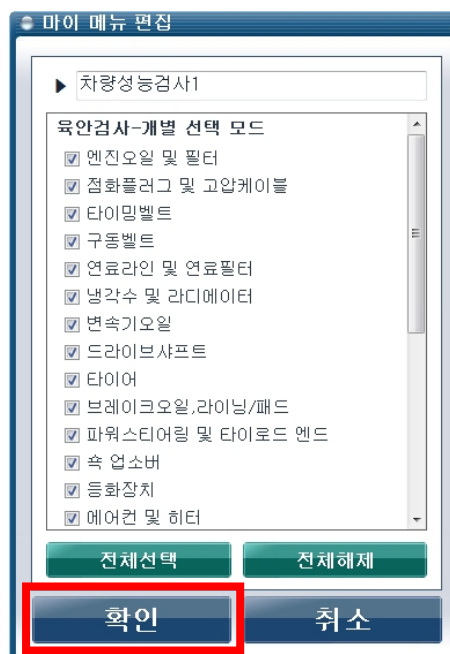 마이 메뉴 편집
차량성능검사1
육안검사-개별 선택 모드
엔진오일 및 필터
점화플러그 및 고압케이블
타이밍벨트
구동벨트
연료라인 및 연료필터
냉각수 및 라디에이터
변속기오일
드라이브샤프트
타이어
브레이크오일,라이닝/패드
파워스티어링 및 타이로드 엔드
쇽 업소버
등화장치
에어컨 및 히터
전체선택 전체해제
확인 취소